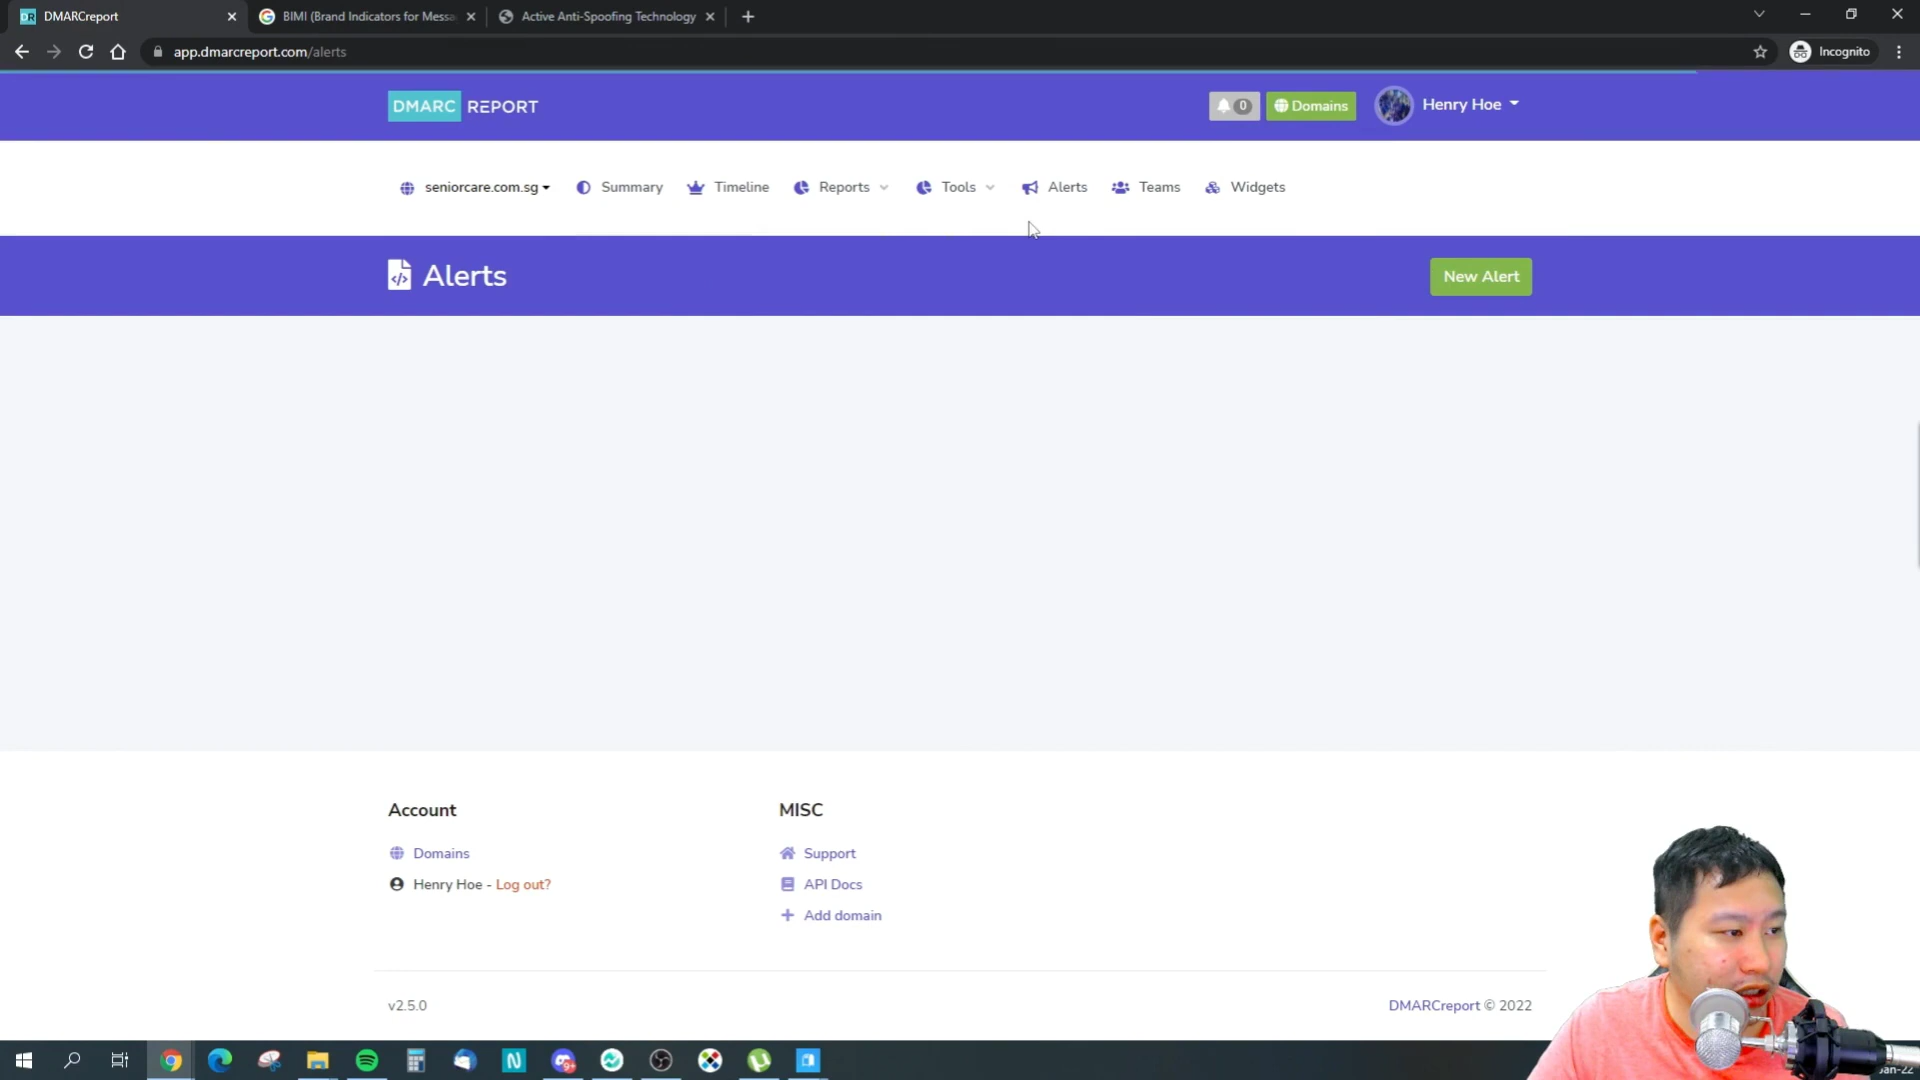 DMARCreport
BIMI (Brand Indicators for Messa
Active Anti-Spoofing Technology
app.dmarcreport.com/alerts
Incognito
DMARC REPORT
0
Domains
Henry Hoe
seniorcare.com.sg
Summary
Timeline
Reports
Tools
Alerts
Teams
Widgets
Alerts
New Alert
Account
MISC
Domains
Support
Henry Hoe - Log out?
API Docs
Add domain
v2.5.0
DMARCreport © 2022